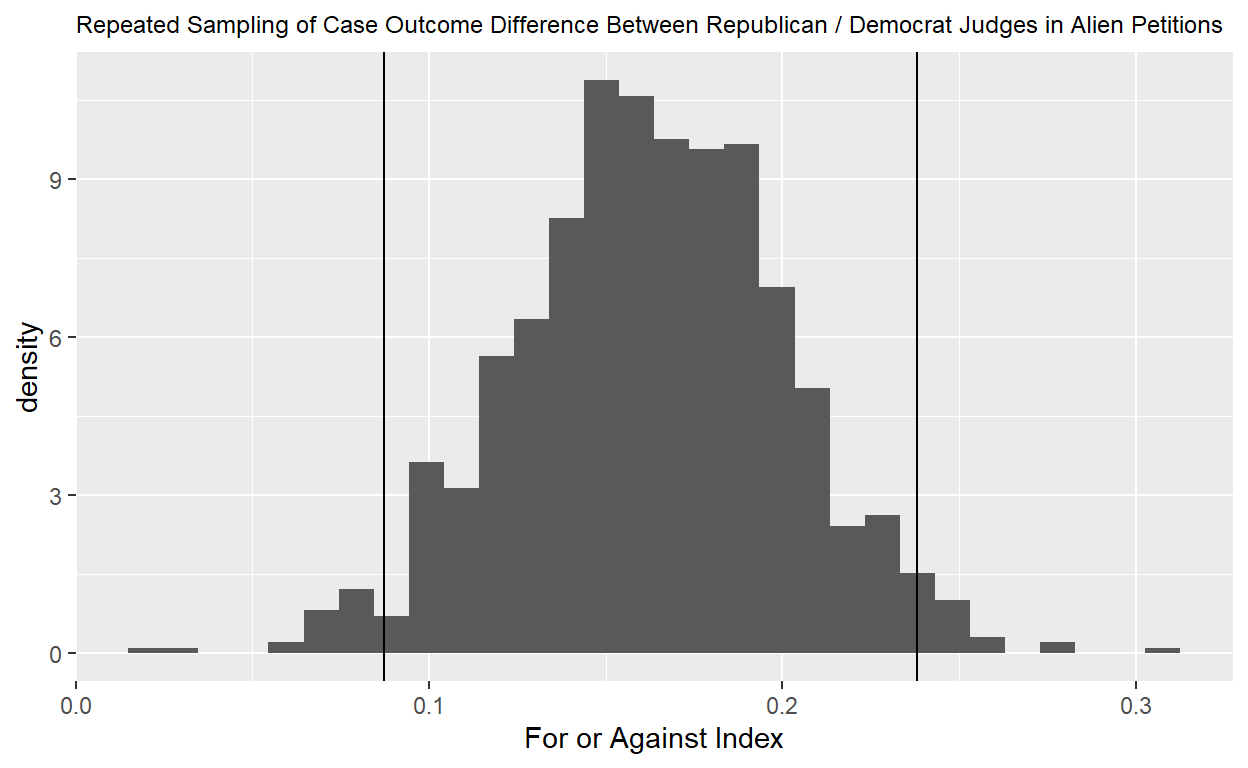 Repeated Sampling of Case Outcome Difference Between Republican / Democrat Judges in Alien Petitions
density
9
6
3
0
0.0 0.1 0.2 0.3
For or Against Index